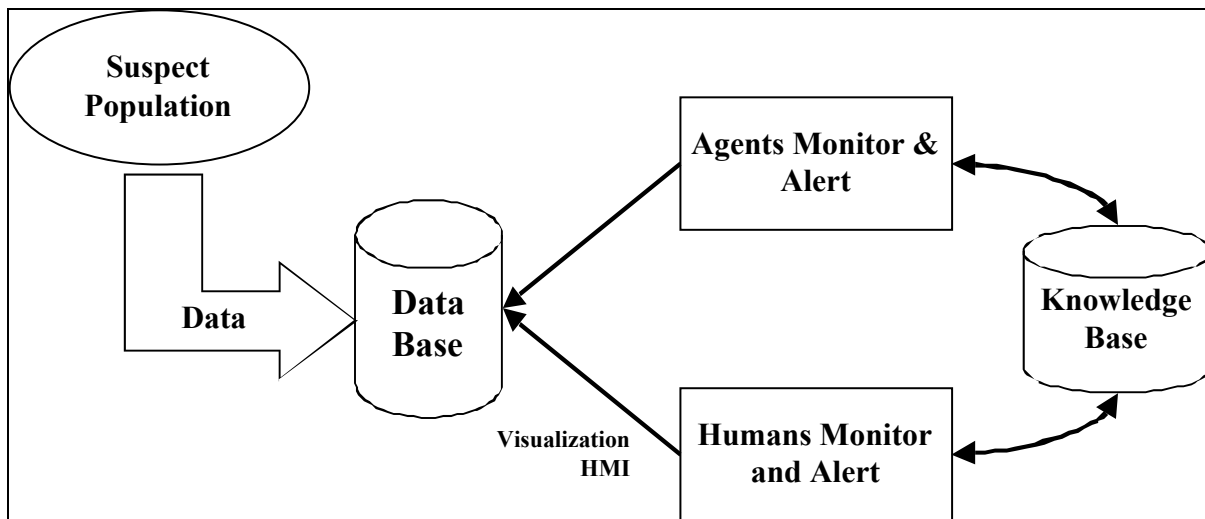 Suspect
Population
Agents Monitor &
Alert
Data
Data
Base
Knowledge
Base
Visualization
HMI
Humans Monitor
and Alert